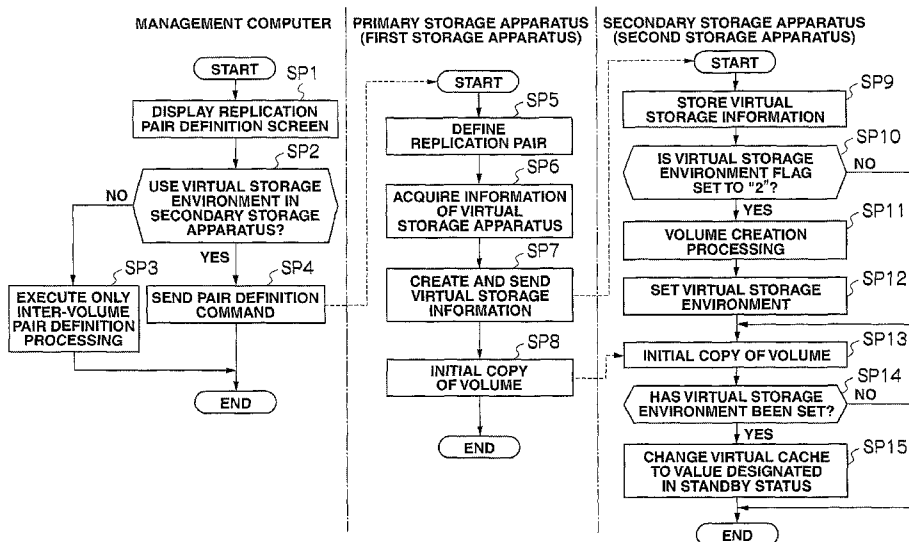 MANAGEMENT COMPUTER
START
SP1
DISPLAY REPLICATION
PAIR DEFINITION SCREEN
SP2
USE VIRTUAL STORAGE
ENVIRONMENT IN
SECONDARY STORAGE
APPARATUS?
NO
YES
SP3
EXECUTE ONLY
INTER-VOLUME
PAIR DEFINITION
PROCESSING
SP4
SEND PAIR DEFINITION
COMMAND
END
PRIMARY STORAGE APPARATUS
(FIRST STORAGE APPARATUS)
START
SP5
DEFINE
REPLICATION PAIR
SP6
ACQUIRE INFORMATION
OF VIRTUAL
STORAGE APPARATUS
SP7
CREATE AND SEND
VIRTUAL STORAGE
INFORMATION
SP8
INITIAL COPY
OF VOLUME
END
SECONDARY STORAGE APPARATUS
(SECOND STORAGE APPARATUS)
START
SP9
STORE VIRTUAL
STORAGE INFORMATION
SP10
IS VIRTUAL STORAGE
ENVIRONMENT FLAG
SET TO "2"?
NO
YES
SP11
VOLUME CREATION
PROCESSING
SP12
SET VIRTUAL STORAGE
ENVIRONMENT
SP13
INITIAL COPY OF VOLUME
SP14
HAS VIRTUAL STORAGE
ENVIRONMENT BEEN SET?
NO
YES
SP15
CHANGE VIRTUAL CACHE
TO VALUE DESIGNATED
IN STANDBY STATUS
END